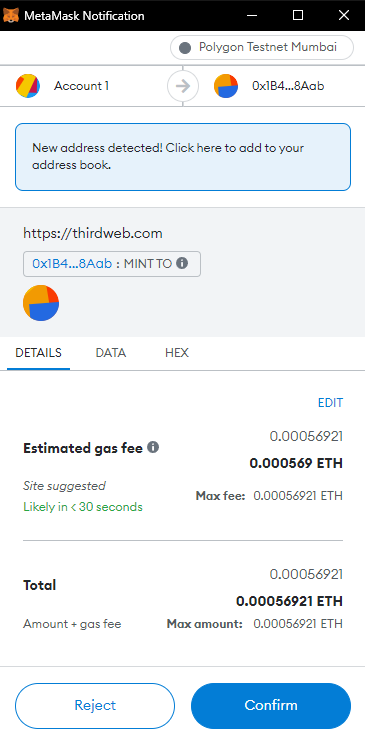 MetaMask Notification
Polygon Testnet Mumbai
Account 1
0x1B4...8Aab
New address detected! Click here to add to your
address book.
https://thirdweb.com
0x1B4...8Aab : MINT TO
DETAILS DATA HEX
EDIT
0.00056921
Estimated gas fee
0.000569 ETH
Site suggested
Max fee: 0.00056921 ETH
Likely in < 30 seconds
0.00056921
Total
0.00056921 ETH
Amount + gas fee
Max amount: 0.00056921 ETH
Reject
Confirm